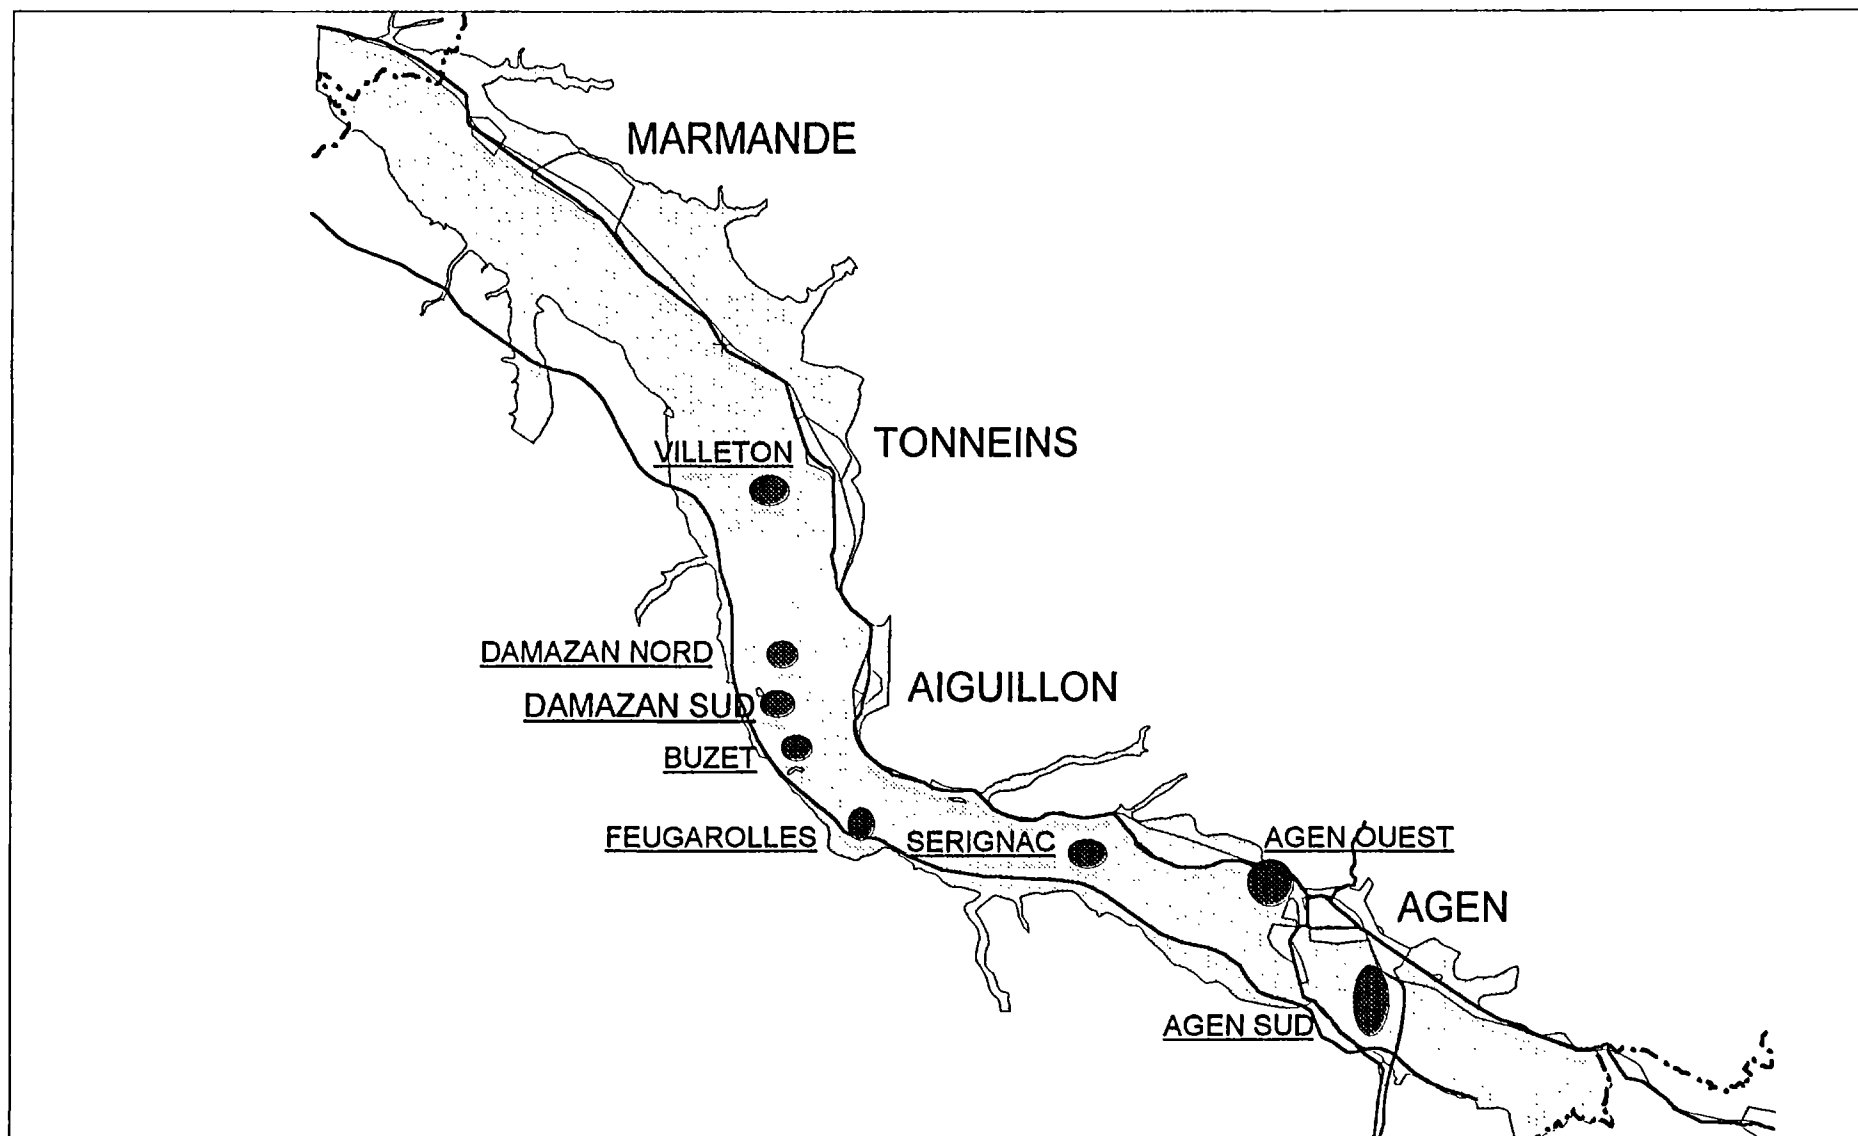 MARMANDE
TONNEINS
VILLETON
DAMAZAN NORD
AIGUILLON
DAMAZAN SUD
BUZET
FEUGAROLLES
SERIGNAC
AGEN OUEST
AGEN
AGEN SUD